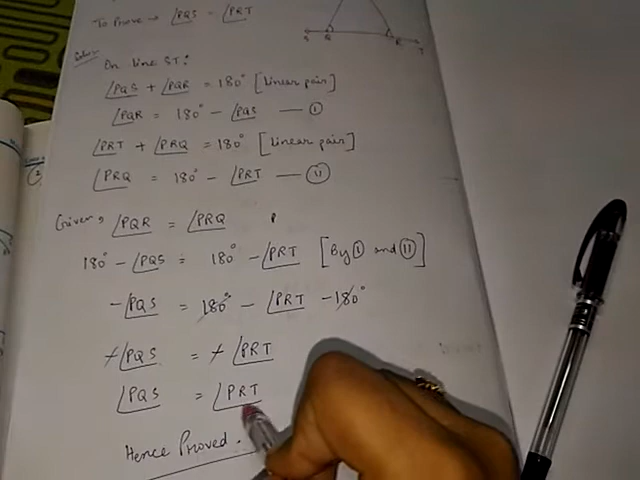 To Prove → ∠PQS = ∠PRT
Soln:
On line ST:
∠PQS + ∠PQR = 180° [linear pair]
∠PQR = 180° - ∠PQS — I
∠PRT + ∠PRQ = 180° [linear pair]
∠PRQ = 180° - ∠PRT — II
Given, ∠PQR = ∠PRQ
180° - ∠PQS = 180° - ∠PRT [By I and II]
-∠PQS = 180° - ∠PRT - 180°
-∠PQS = -∠PRT
∠PQS = ∠PRT
Hence Proved.
S Q R T
2